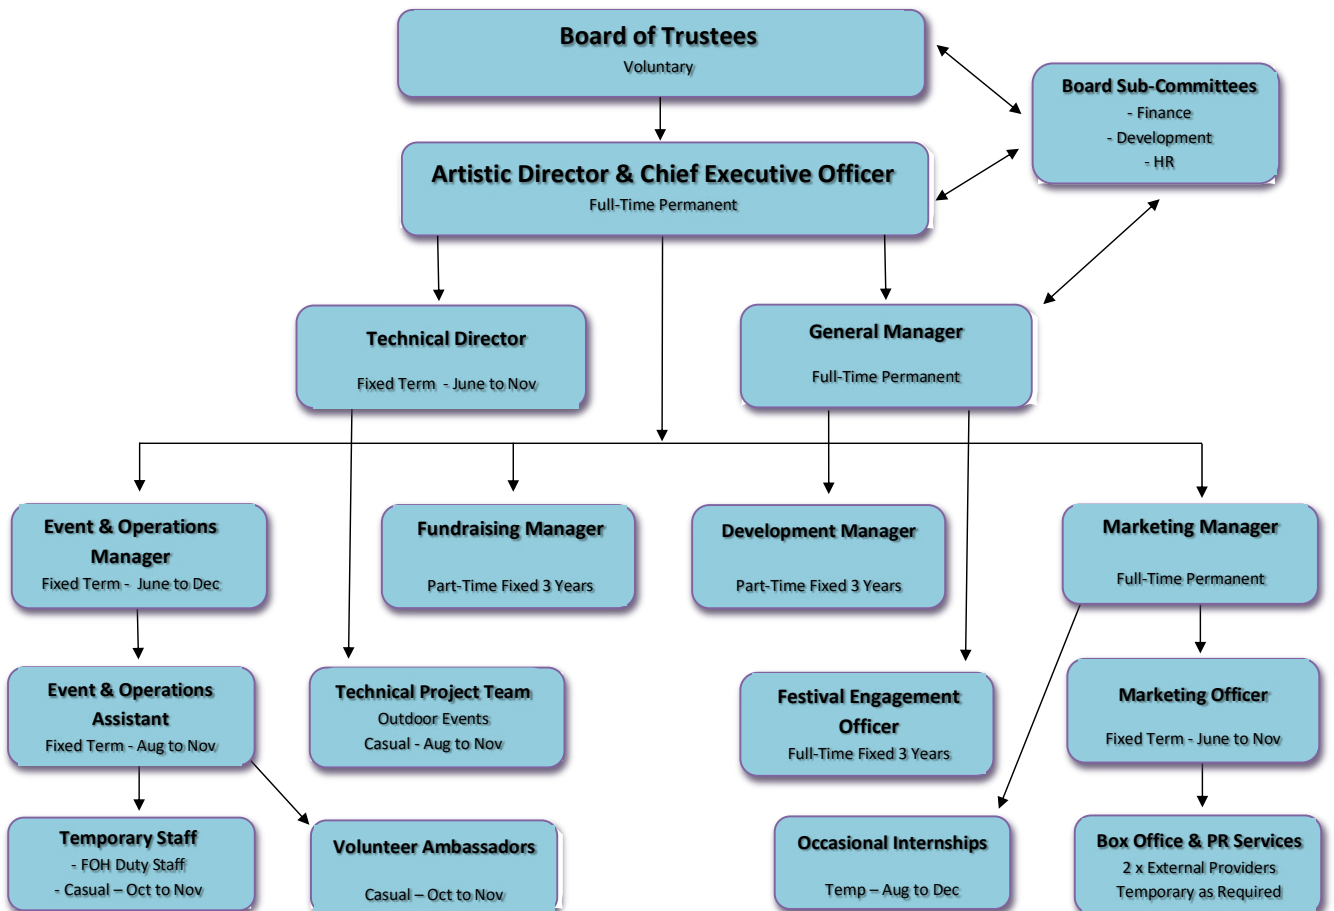 Board of Trustees
Voluntary
Board Sub-Committees
- Finance
- Development
- HR
Artistic Director & Chief Executive Officer
Full-Time Permanent
Technical Director
Fixed Term - June to Nov
General Manager
Full-Time Permanent
Event & Operations
Manager
Fixed Term - June to Dec
Fundraising Manager
Part-Time Fixed 3 Years
Development Manager
Part-Time Fixed 3 Years
Marketing Manager
Full-Time Permanent
Event & Operations
Assistant
Fixed Term - Aug to Nov
Technical Project Team
Outdoor Events
Casual - Aug to Nov
Festival Engagement
Officer
Full-Time Fixed 3 Years
Marketing Officer
Fixed Term - June to Nov
Temporary Staff
- FOH Duty Staff
- Casual – Oct to Nov
Volunteer Ambassadors
Casual – Oct to Nov
Occasional Internships
Temp – Aug to Dec
Box Office & PR Services
2 x External Providers
Temporary as Required